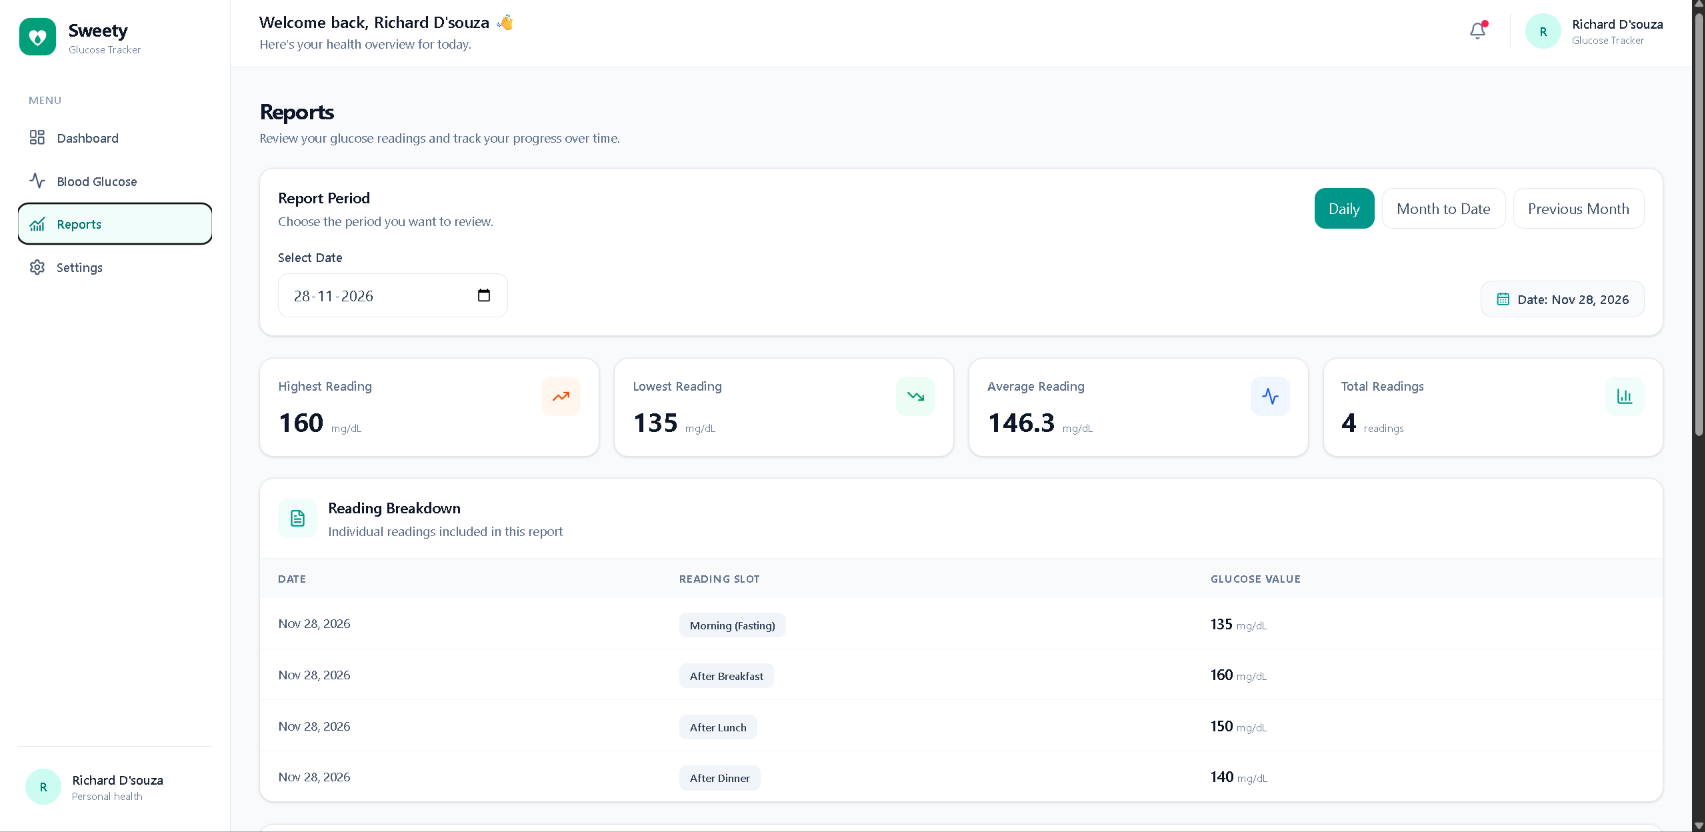 Sweety
Glucose Tracker
MENU
Dashboard
Blood Glucose
Reports
Settings
Richard D'souza
R
Personal health
Welcome back, Richard D'souza 👋
Here's your health overview for today.
R
Richard D'souza
Glucose Tracker
Reports
Review your glucose readings and track your progress over time.
Report Period
Choose the period you want to review.
Daily
Month to Date
Previous Month
Select Date
28-11-2026
Date: Nov 28, 2026
Highest Reading
160 mg/dL
Lowest Reading
135 mg/dL
Average Reading
146.3 mg/dL
Total Readings
4 readings
Reading Breakdown
Individual readings included in this report
DATE READING SLOT GLUCOSE VALUE
Nov 28, 2026 Morning (Fasting) 135 mg/dL
Nov 28, 2026 After Breakfast 160 mg/dL
Nov 28, 2026 After Lunch 150 mg/dL
Nov 28, 2026 After Dinner 140 mg/dL